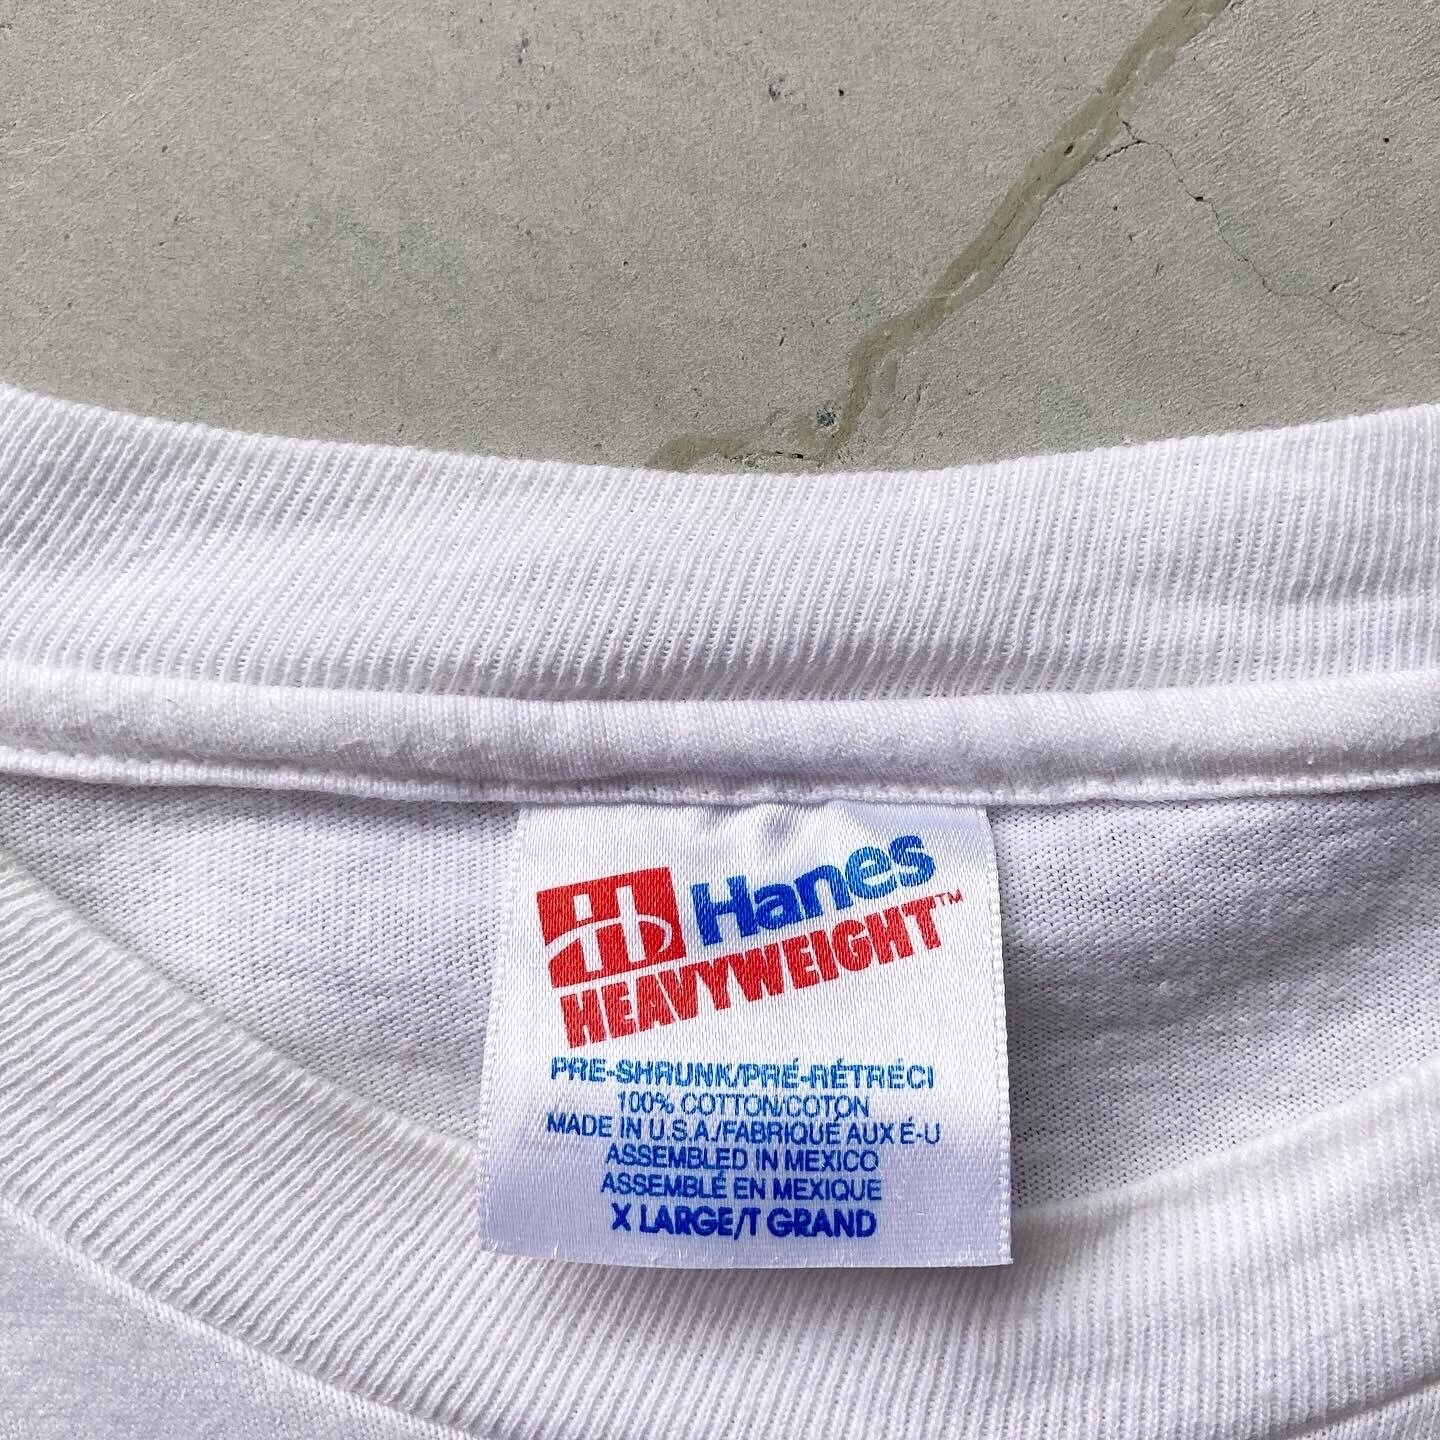 Hanes
HEAVYWEIGHT™
PRE-SHRUNK/PRÉ-RÉTRÉCI
100% COTTON/COTON
MADE IN U.S.A./FABRIQUÉ AUX É-U
ASSEMBLED IN MEXICO
ASSEMBLÉ EN MEXIQUE
X LARGE/T GRAND